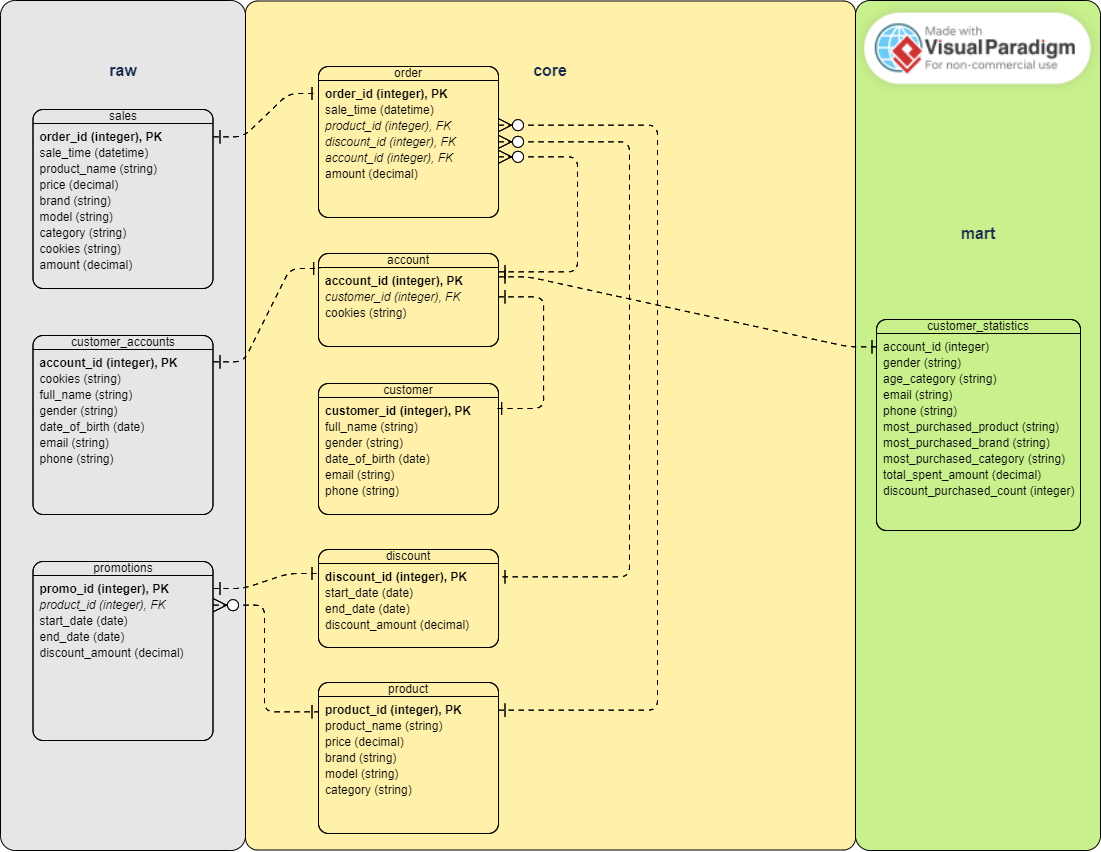 raw
sales
order_id (integer), PK
sale_time (datetime)
product_name (string)
price (decimal)
brand (string)
model (string)
category (string)
cookies (string)
amount (decimal)
customer_accounts
account_id (integer), PK
cookies (string)
full_name (string)
gender (string)
date_of_birth (date)
email (string)
phone (string)
promotions
promo_id (integer), PK
product_id (integer), FK
start_date (date)
end_date (date)
discount_amount (decimal)
core
order
order_id (integer), PK
sale_time (datetime)
product_id (integer), FK
discount_id (integer), FK
account_id (integer), FK
amount (decimal)
account
account_id (integer), PK
customer_id (integer), FK
cookies (string)
customer
customer_id (integer), PK
full_name (string)
gender (string)
date_of_birth (date)
email (string)
phone (string)
discount
discount_id (integer), PK
start_date (date)
end_date (date)
discount_amount (decimal)
product
product_id (integer), PK
product_name (string)
price (decimal)
brand (string)
model (string)
category (string)
Made with
Visual Paradigm
For non-commercial use
mart
customer_statistics
account_id (integer)
gender (string)
age_category (string)
email (string)
phone (string)
most_purchased_product (string)
most_purchased_brand (string)
most_purchased_category (string)
total_spent_amount (decimal)
discount_purchased_count (integer)